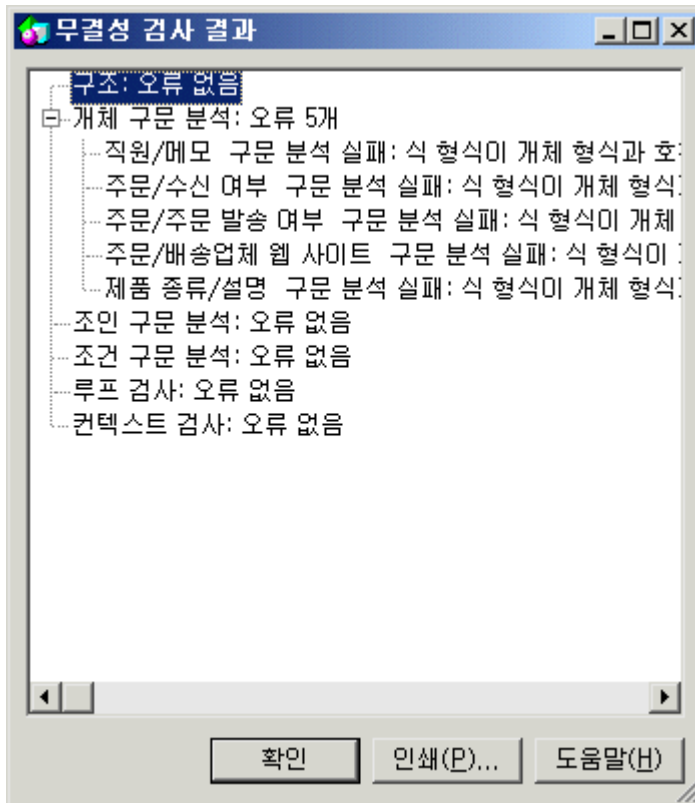 무결성 검사 결과
구조: 오류 없음
개체 구문 분석: 오류 5개
직원/메모 구문 분석 실패: 식 형식이 개체 형식과
주문/수신 여부 구문 분석 실패: 식 형식이 개체 형식
주문/주문 발송 여부 구문 분석 실패: 식 형식이 개체
주문/배송업체 웹 사이트 구문 분석 실패: 식 형식이
제품 종류/설명 구문 분석 실패: 식 형식이 개체 형식
조인 구문 분석: 오류 없음
조건 구문 분석: 오류 없음
루프 검사: 오류 없음
컨텍스트 검사: 오류 없음
확인 인쇄(P)... 도움말(H)